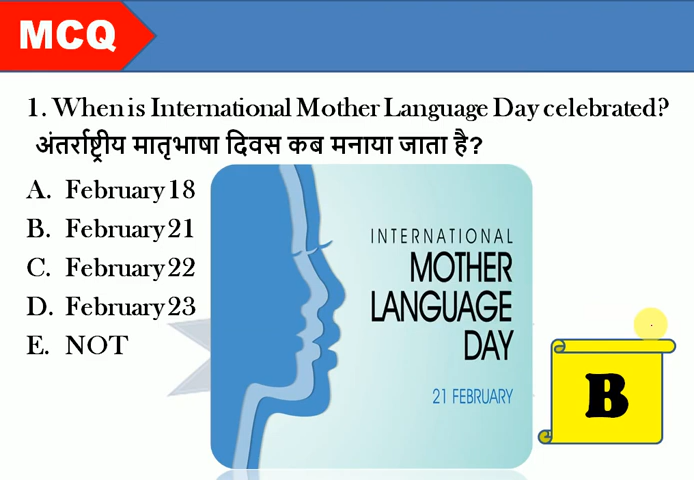 MCQ
1. When is International Mother Language Day celebrated?
अंतर्राष्ट्रीय मातृभाषा दिवस कब मनाया जाता है?
A. February 18
B. February 21
C. February 22
D. February 23
E. NOT
INTERNATIONAL
MOTHER
LANGUAGE
DAY
21 FEBRUARY
B